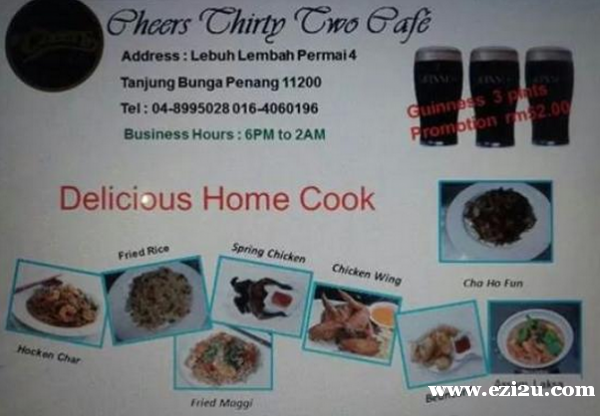 Cheers
Cheers Thirty Two Café
Address : Lebuh Lembah Permai 4
Tanjung Bunga Penang 11200
Tel : 04-8995028 016-4060196
Business Hours : 6PM to 2AM
GUINNESS
Guinness 3 pints
Promotion rm52.00
Delicious Home Cook
Fried Rice
Spring Chicken
Chicken Wing
Cha Ho Fun
Hocken Char
Fried Maggi
www.ezi2u.com